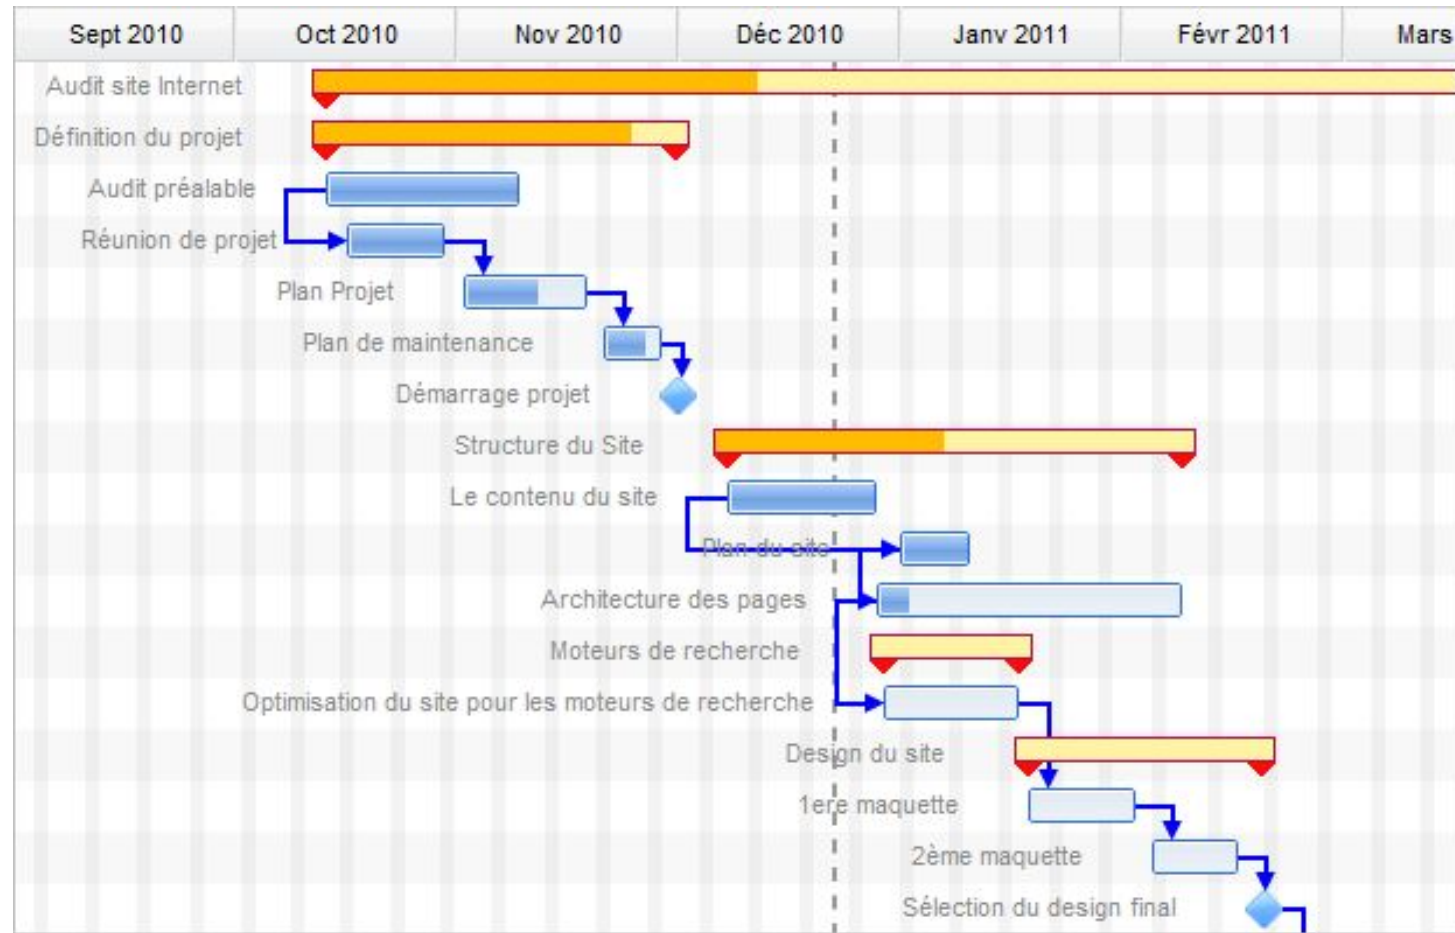 Sept 2010 Oct 2010 Nov 2010 Déc 2010 Janv 2011 Févr 2011 Mars
Audit site Internet
Définition du projet
Audit préalable
Réunion de projet
Plan Projet
Plan de maintenance
Démarrage projet
Structure du Site
Le contenu du site
Plan du site
Architecture des pages
Moteurs de recherche
Optimisation du site pour les moteurs de recherche
Design du site
1ere maquette
2ème maquette
Sélection du design final